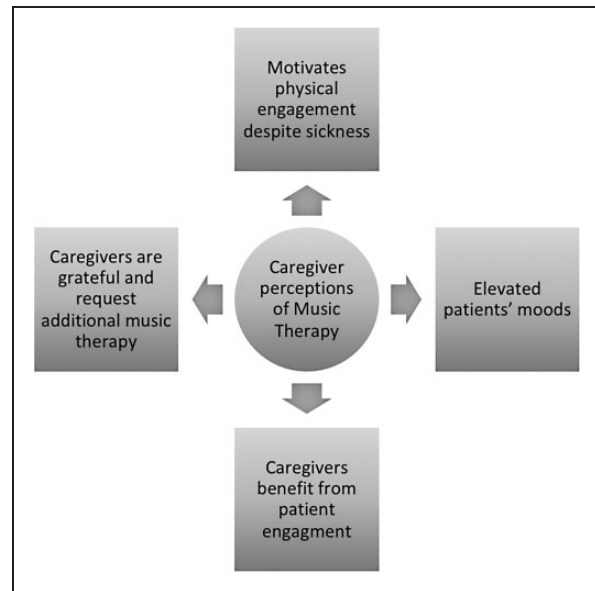 Motivates
physical
engagement
despite sickness
Caregivers are
grateful and
request
additional music
therapy
Caregiver
perceptions
of Music
Therapy
Elevated
patients' moods
Caregivers
benefit from
patient
engagment